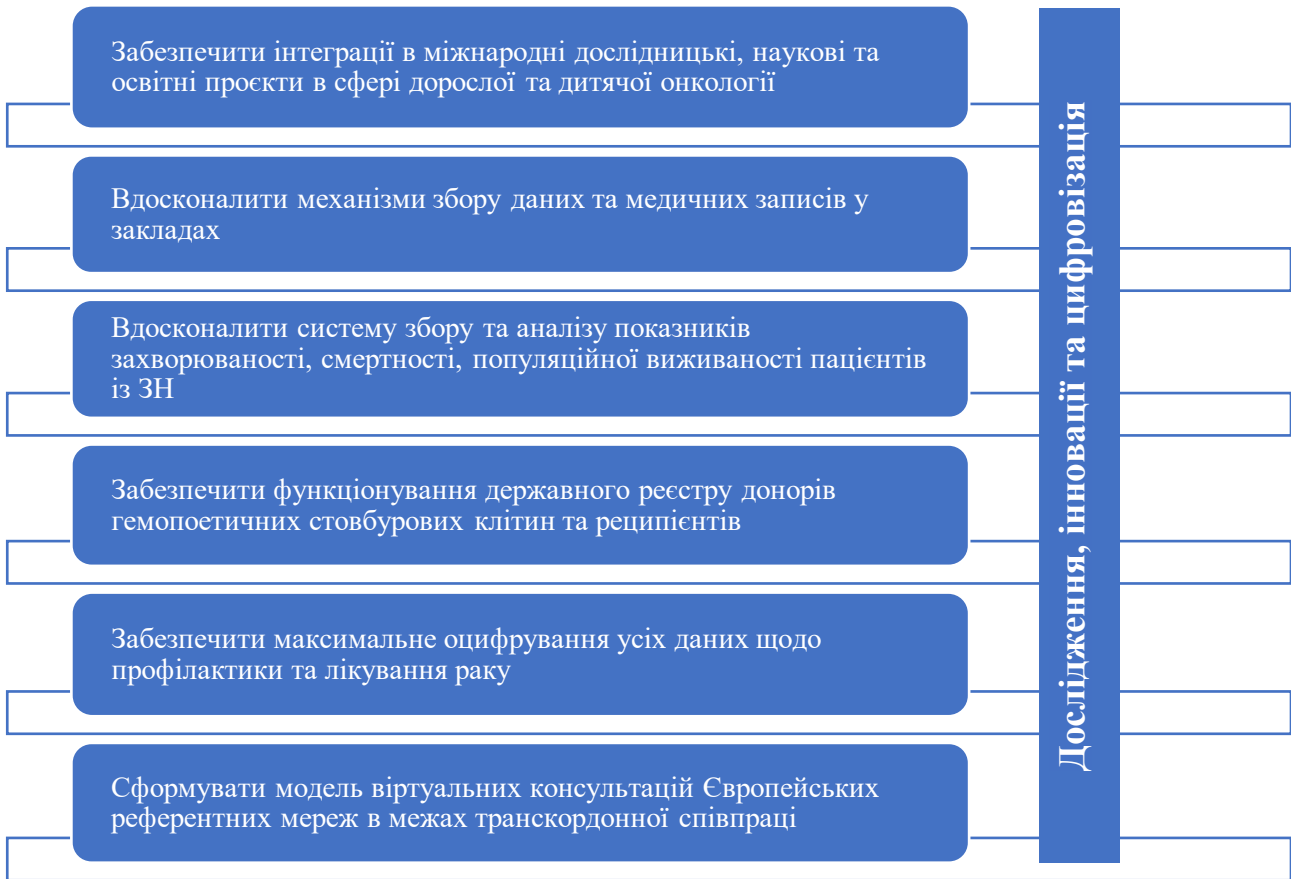 Забезпечити інтеграції в міжнародні дослідницькі, наукові та
освітні проєкти в сфері дорослої та дитячої онкології
Вдосконалити механізми збору даних та медичних записів у
закладах
Вдосконалити систему збору та аналізу показників
захворюваності, смертності, популяційної виживаності пацієнтів
із ЗН
Забезпечити функціонування державного реєстру донорів
гемопоетичних стовбурових клітин та реципієнтів
Забезпечити максимальне оцифрування усіх даних щодо
профілактики та лікування раку
Сформувати модель віртуальних консультацій Європейських
референтних мереж в межах транскордонної співпраці
Дослідження, інновації та цифровізація